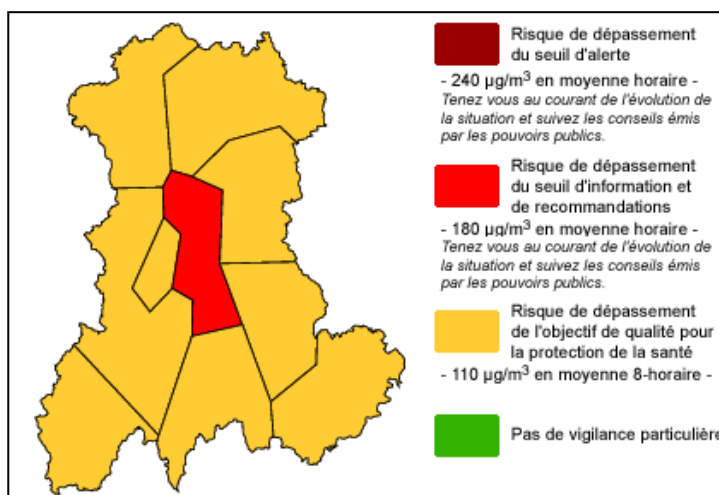 Risque de dépassement
du seuil d'alerte
- 240 µg/m³ en moyenne horaire -
Tenez vous au courant de l'évolution de
la situation et suivez les conseils émis
par les pouvoirs publics.
Risque de dépassement
du seuil d'information et
de recommandations
- 180 µg/m³ en moyenne horaire -
Tenez vous au courant de l'évolution de
la situation et suivez les conseils émis
par les pouvoirs publics.
Risque de dépassement
de l'objectif de qualité pour
la protection de la santé
- 110 µg/m³ en moyenne 8-horaire -
Pas de vigilance particulière